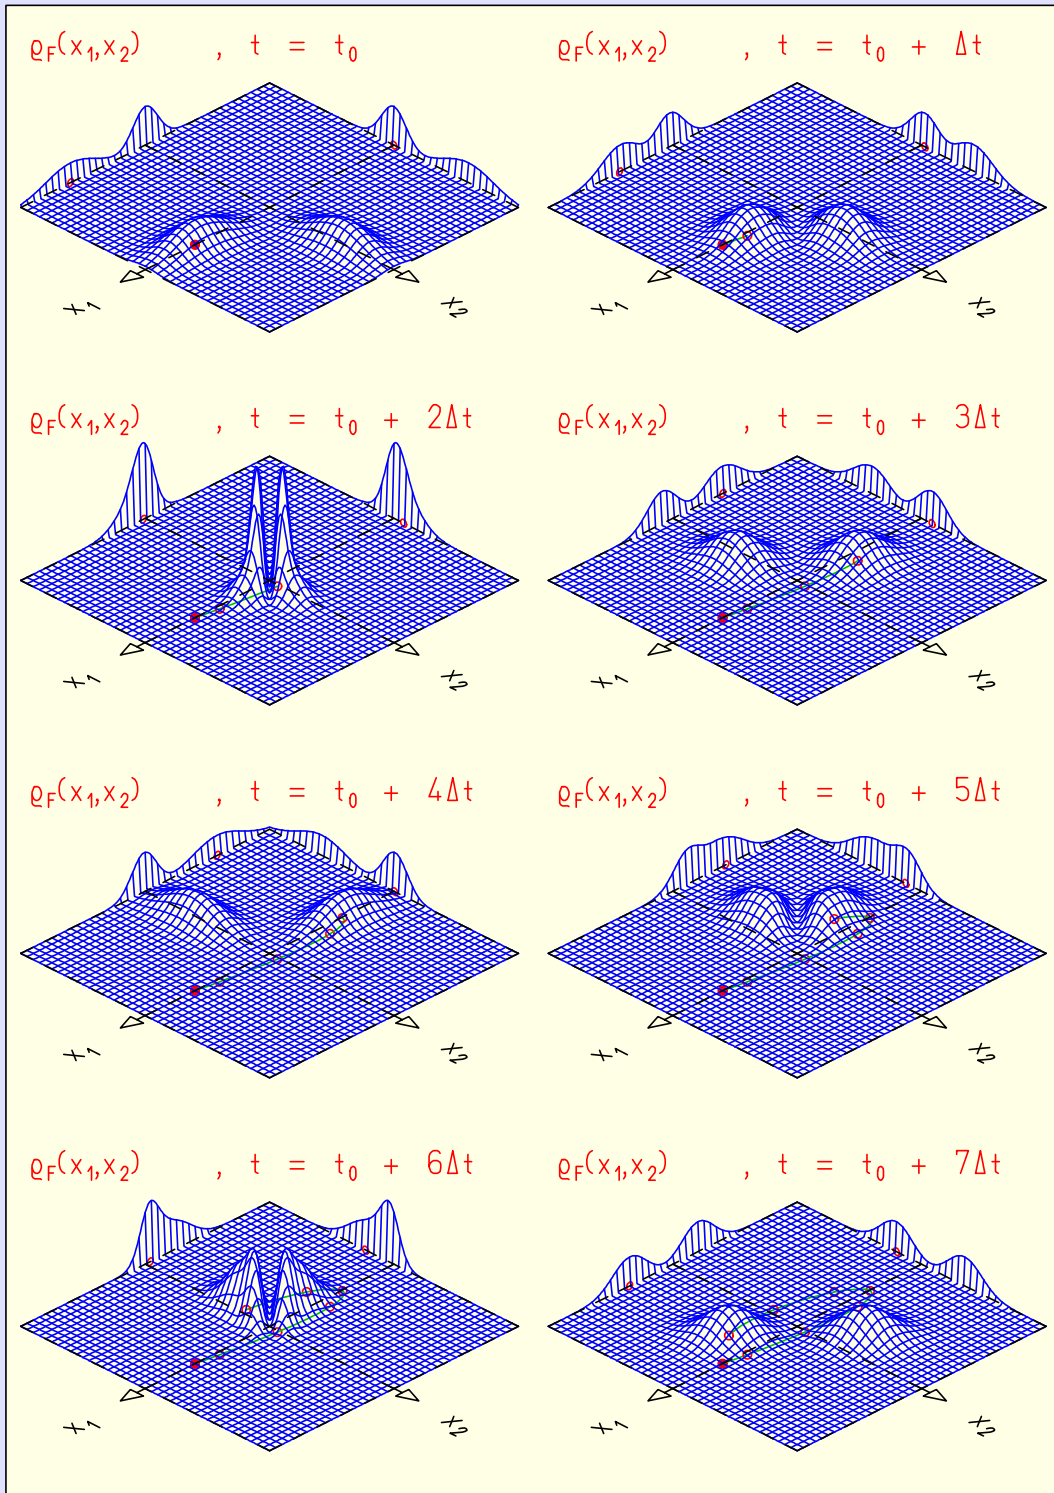 ϱF(x1,x2) , t = t0
ϱF(x1,x2) , t = t0 + Δt
x1
x2
x1
x2
ϱF(x1,x2) , t = t0 + 2Δt
ϱF(x1,x2) , t = t0 + 3Δt
x1
x2
x1
x2
ϱF(x1,x2) , t = t0 + 4Δt
ϱF(x1,x2) , t = t0 + 5Δt
x1
x2
x1
x2
ϱF(x1,x2) , t = t0 + 6Δt
ϱF(x1,x2) , t = t0 + 7Δt
x1
x2
x1
x2